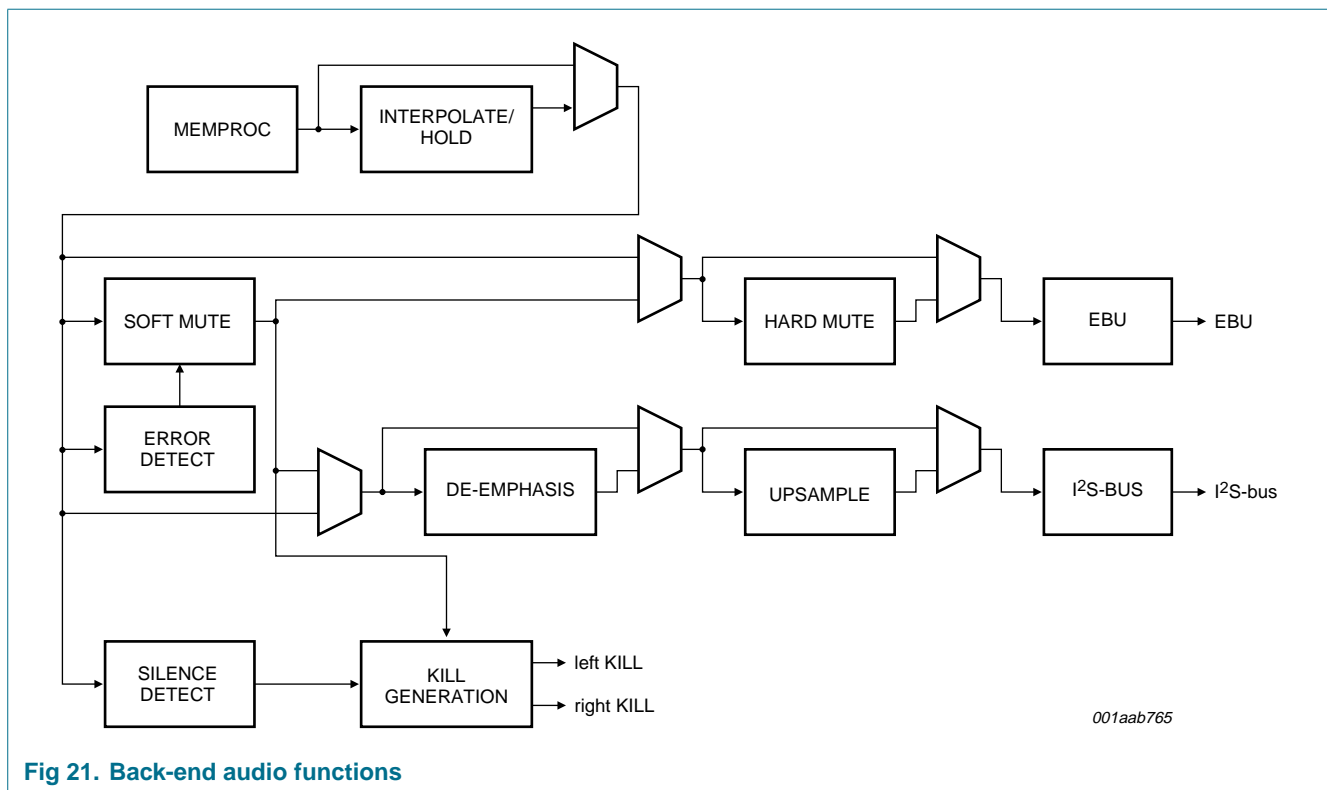 MEMPROC
INTERPOLATE/
HOLD
SOFT MUTE
HARD MUTE
EBU
EBU
ERROR
DETECT
DE-EMPHASIS
UPSAMPLE
I²S-BUS
I²S-bus
SILENCE
DETECT
KILL
GENERATION
left KILL
right KILL
001aab765
Fig 21. Back-end audio functions